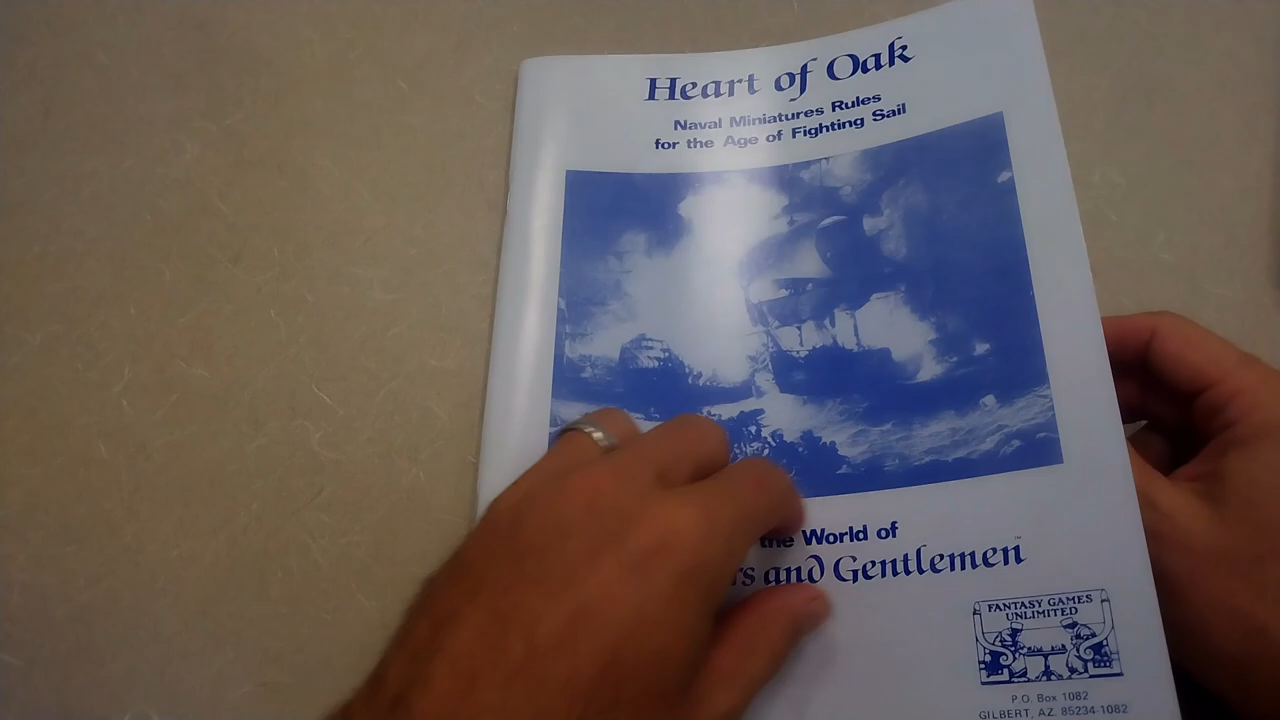 Heart of Oak
Naval Miniatures Rules
for the Age of Fighting Sail
the World of
rs and Gentlemen™
FANTASY GAMES
UNLIMITED
P.O. Box 1082
GILBERT, AZ. 85234-1082